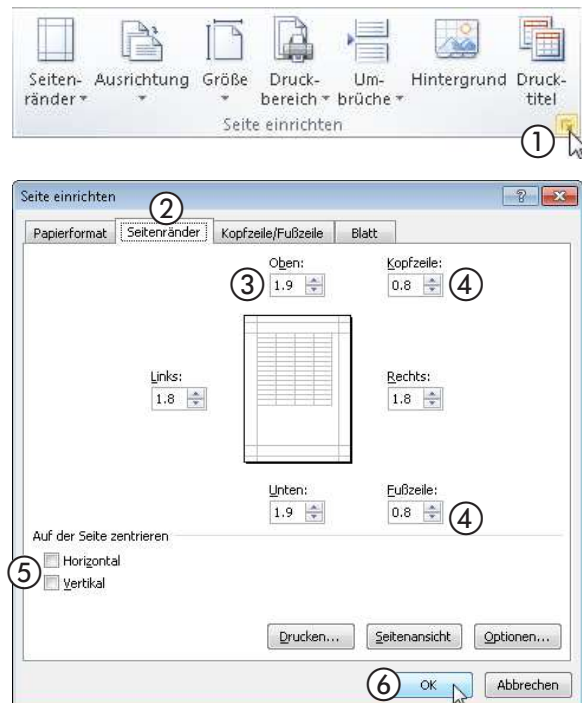 Seiten- Ausrichtung Größe Druck- Um- Hintergrund Druck-
ränder bereich brüche titel
Seite einrichten
1
Seite einrichten
2
Papierformat Seitenränder Kopfzeile/Fußzeile Blatt
Oben: Kopfzeile:
3 1.9 0.8 4
Links: Rechts:
1.8 1.8
Unten: Fußzeile:
1.9 0.8 4
Auf der Seite zentrieren
Horizontal
5
Vertikal
Drucken... Seitenansicht Optionen...
6 OK Abbrechen